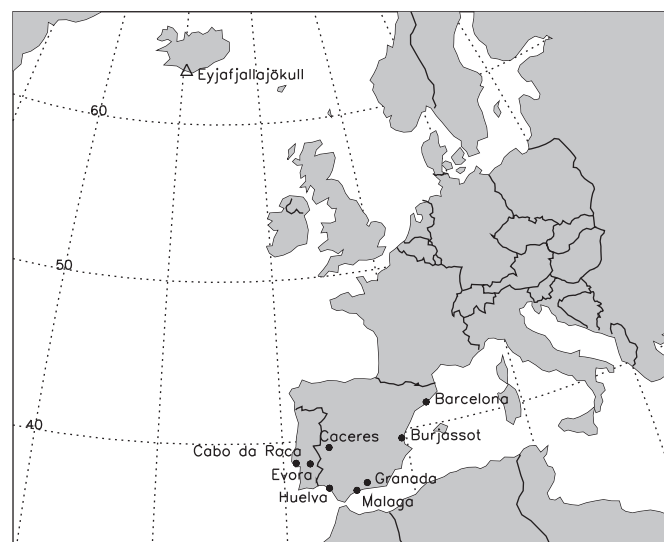 Eyjafjallajökull
60
50
40
Barcelona
Burjassot
Caceres
Cabo da Roca
Evora
Granada
Huelva
Malaga